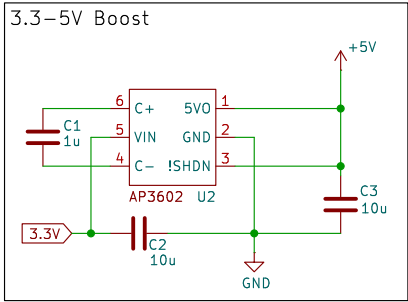 3.3-5V Boost
+5V
6 C+ 5VO 1
C1
1u
5 VIN GND 2
4 C- !SHDN 3
AP3602 U2
C3
10u
3.3V
C2
10u
GND